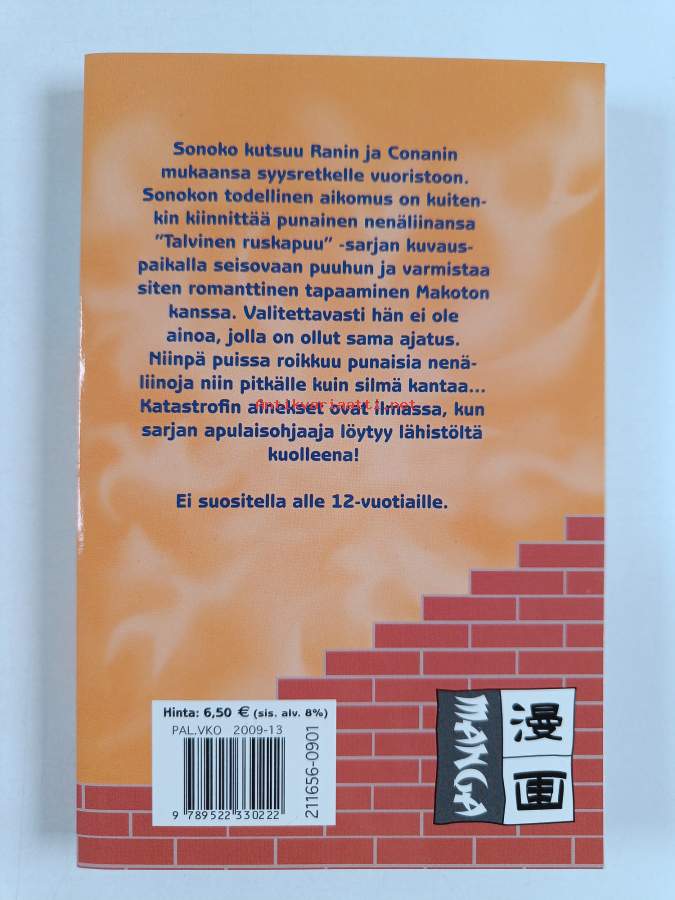 Sonoko kutsuu Ranin ja Conanin
mukaansa syysretkelle vuoristoon.
Sonokon todellinen aikomus on kuiten-
kin kiinnittää punainen nenäliinansa
”Talvinen ruskapuu” -sarjan kuvaus-
paikalla seisovaan puuhun ja varmistaa
siten romanttinen tapaaminen Makoton
kanssa. Valitettavasti hän ei ole
ainoa, jolla on ollut sama ajatus.
Niinpä puissa roikkuu punaisia nenä-
liinoja niin pitkälle kuin silmä kantaa...
Katastrofin ainekset ovat ilmassa, kun
Antikvariaatti.net
sarjan apulaisohjaaja löytyy lähistöltä
kuolleena!
Ei suositella alle 12-vuotiaille.
Hinta: 6,50 € (sis. alv. 8%)
PAL.VKO 2009-13
211656-0901
9 789522 330222
MANGA
漫
画